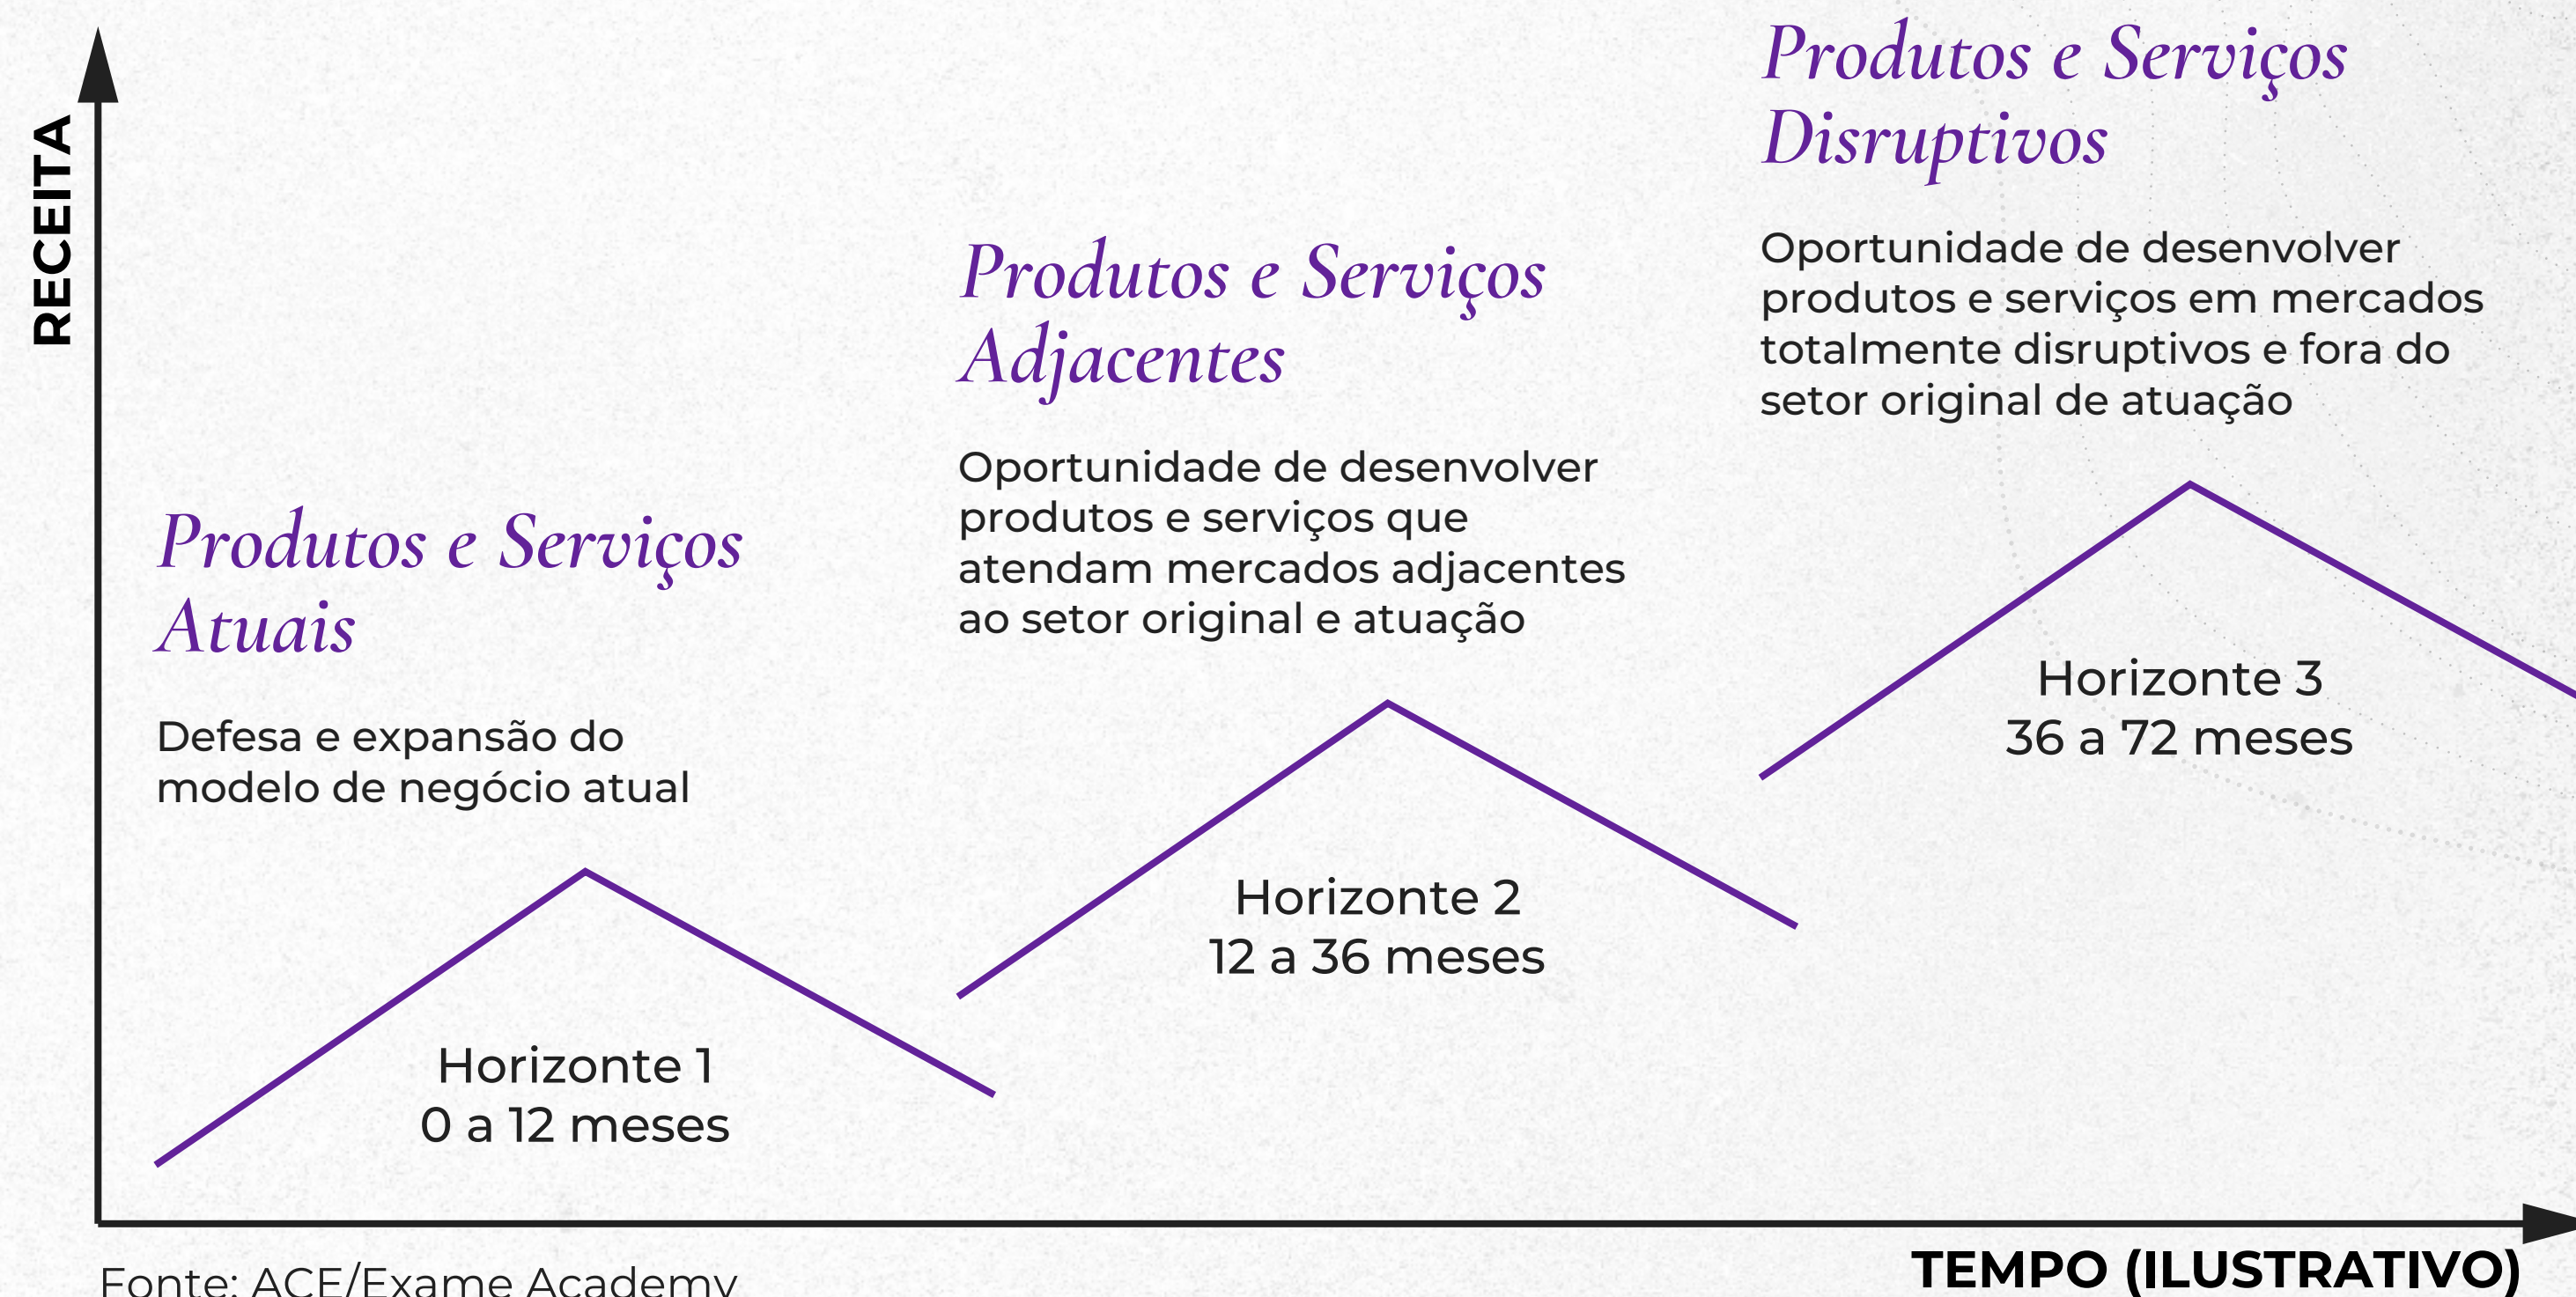 RECEITA
Produtos e Serviços
Atuais
Defesa e expansão do
modelo de negócio atual
Horizonte 1
0 a 12 meses
Produtos e Serviços
Adjacentes
Oportunidade de desenvolver
produtos e serviços que
atendam mercados adjacentes
ao setor original e atuação
Horizonte 2
12 a 36 meses
Produtos e Serviços
Disruptivos
Oportunidade de desenvolver
produtos e serviços em mercados
totalmente disruptivos e fora do
setor original de atuação
Horizonte 3
36 a 72 meses
TEMPO (ILUSTRATIVO)
Fonte: ACE/Exame Academy